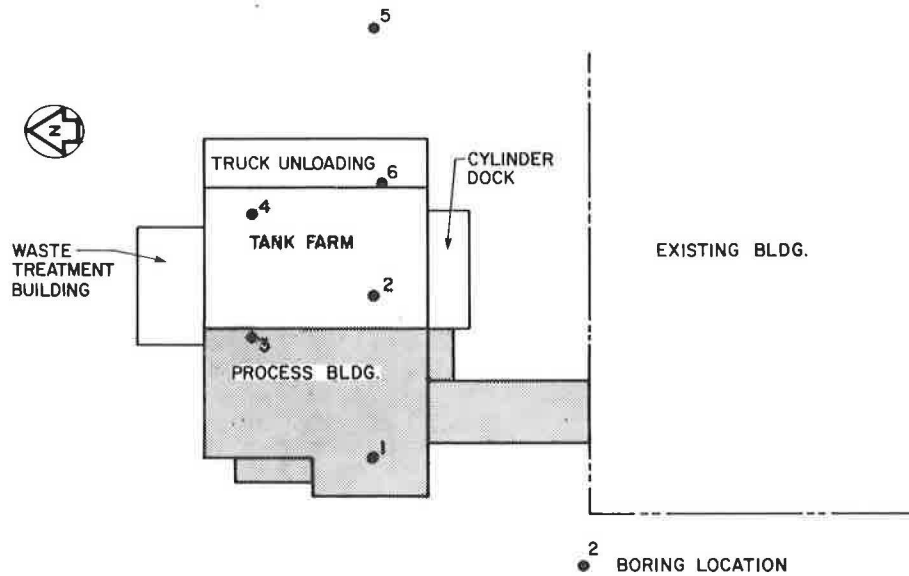 5
N
TRUCK UNLOADING
6
CYLINDER
DOCK
4
TANK FARM
WASTE
TREATMENT
BUILDING
EXISTING BLDG.
2
3
PROCESS BLDG.
1
2
BORING LOCATION